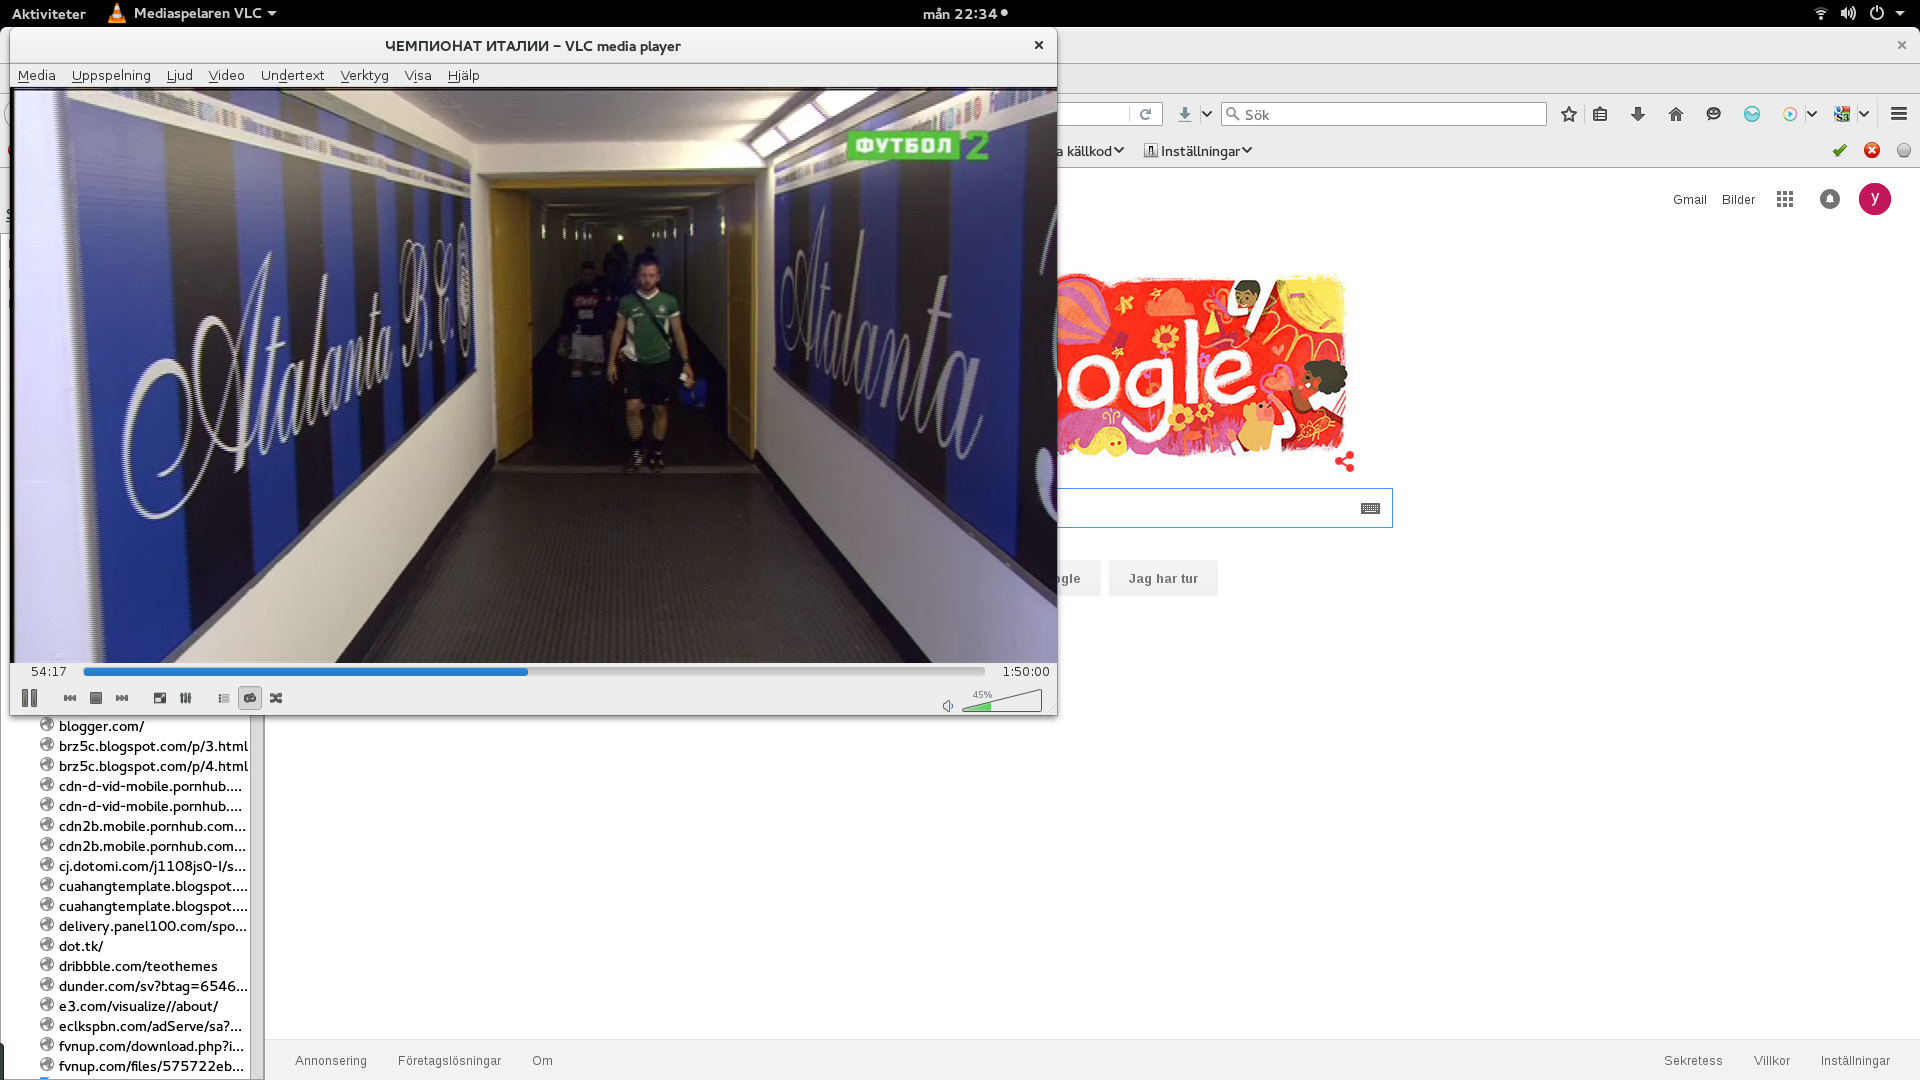 Aktiviteter
Mediaspelaren VLC
mån 22:34
ЧЕМПИОНАТ ИТАЛИИ – VLC media player
Media Uppspelning Ljud Video Undertext Verktyg Visa Hjälp
Sök
källkod
Inställningar
ФУТБОЛ 2
Gmail Bilder
y
Atalanta B.C.
Atalanta
Jag har tur
54:17
1:50:00
45%
blogger.com/
brz5c.blogspot.com/p/3.html
brz5c.blogspot.com/p/4.html
cdn-d-vid-mobile.pornhub....
cdn-d-vid-mobile.pornhub....
cdn2b.mobile.pornhub.com...
cdn2b.mobile.pornhub.com...
cj.dotomi.com/j1108js0-I/s...
cuahangtemplate.blogspot....
cuahangtemplate.blogspot....
delivery.panel100.com/spo...
dot.tk/
dribbble.com/teothemes
dunder.com/sv?btag=6546...
e3.com/visualize//about/
eclkspbn.com/adServe/sa?...
fvnup.com/download.php?i...
fvnup.com/files/575722eb...
Annonsering Företagslösningar Om
Sekretess Villkor Inställningar